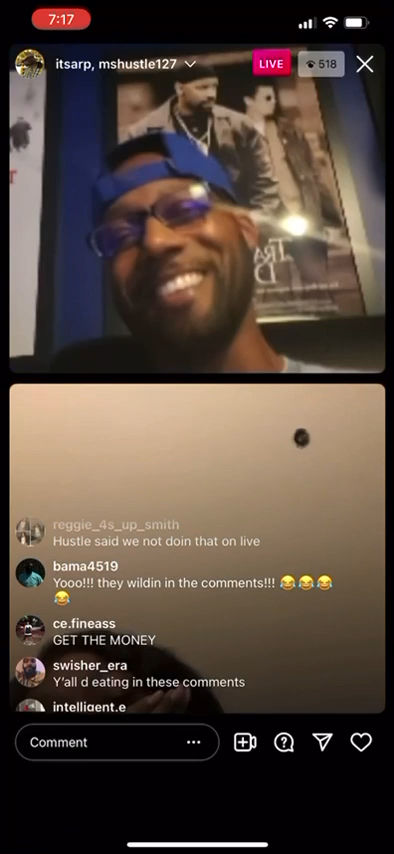 7:17
itsarp, mshustle127
LIVE
518
reggie_4s_up_smith
Hustle said we not doin that on live
bama4519
Yooo!!! they wildin in the comments!!! 😂😂😂
😂
ce.fineass
GET THE MONEY
swisher_era
Y'all d eating in these comments
intelligent.e
Comment